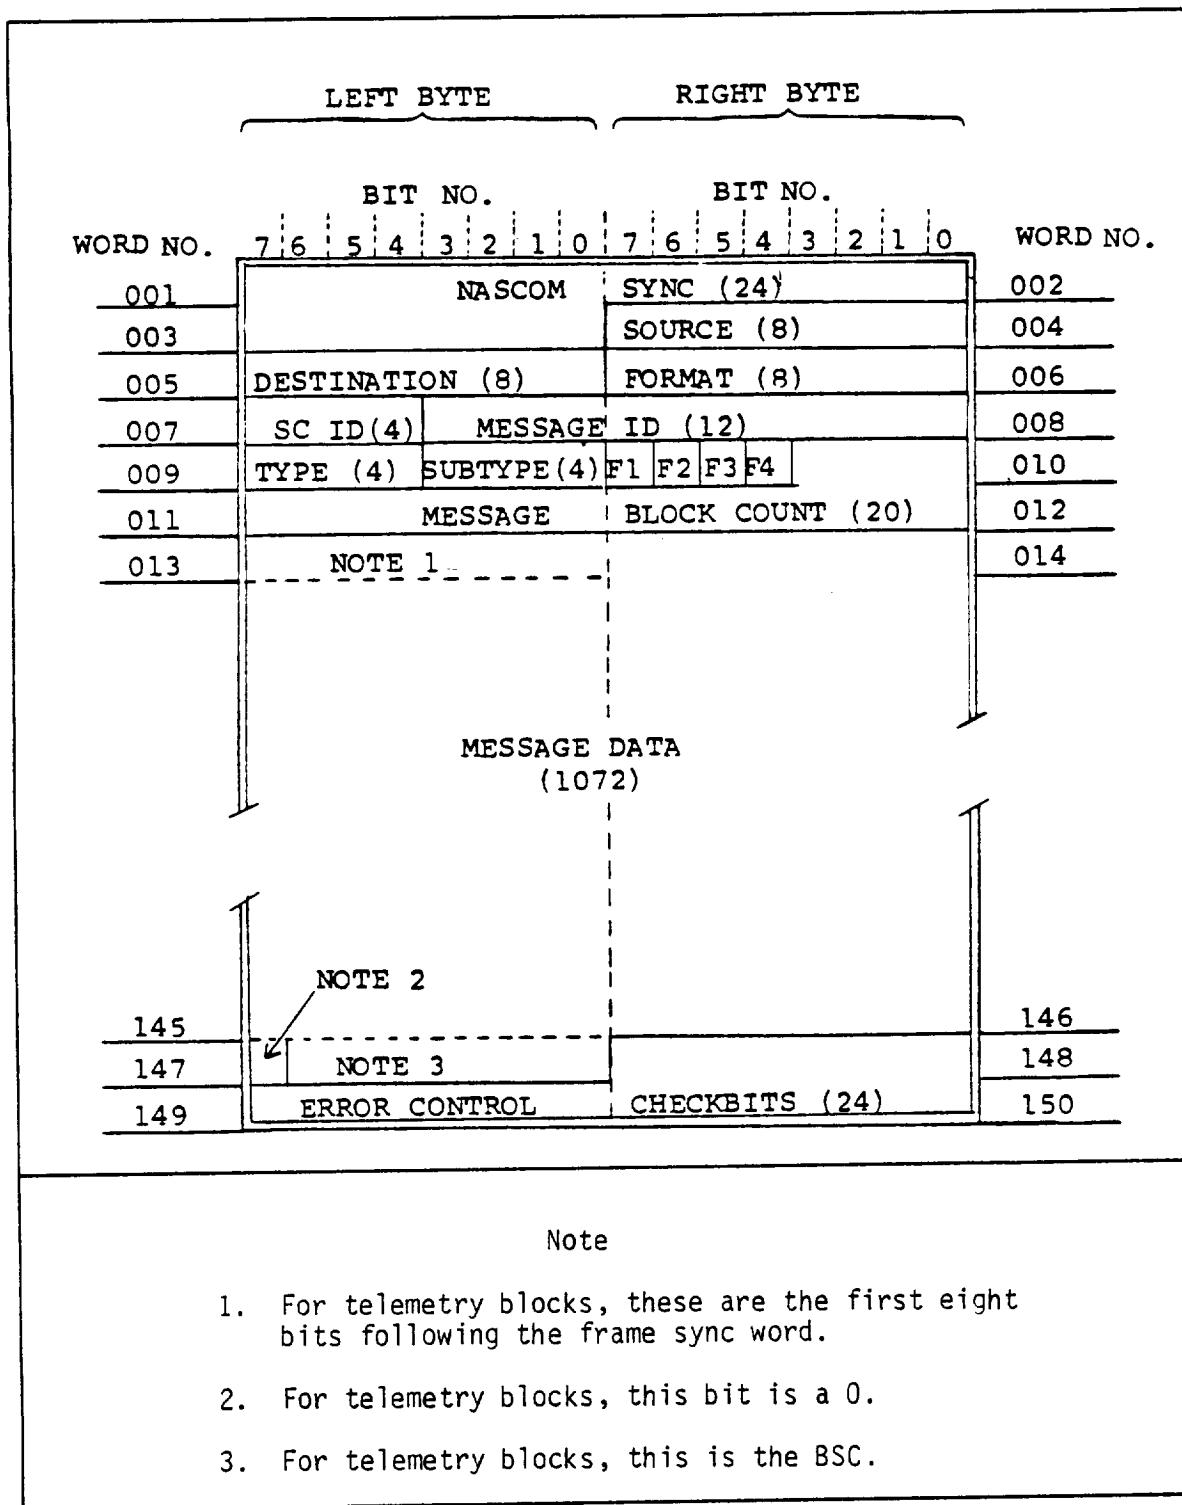 LEFT BYTE RIGHT BYTE
BIT NO. BIT NO.
WORD NO. 7 6 5 4 3 2 1 0 7 6 5 4 3 2 1 0 WORD NO.
001 NASCOM SYNC (24) 002
003 SOURCE (8) 004
005 DESTINATION (8) FORMAT (8) 006
007 SC ID(4) MESSAGE ID (12) 008
009 TYPE (4) SUBTYPE(4) F1 F2 F3 F4 010
011 MESSAGE BLOCK COUNT (20) 012
013 NOTE 1 014
MESSAGE DATA
(1072)
NOTE 2
145 146
147 NOTE 3 148
149 ERROR CONTROL CHECKBITS (24) 150
Note
1. For telemetry blocks, these are the first eight
bits following the frame sync word.
2. For telemetry blocks, this bit is a 0.
3. For telemetry blocks, this is the BSC.